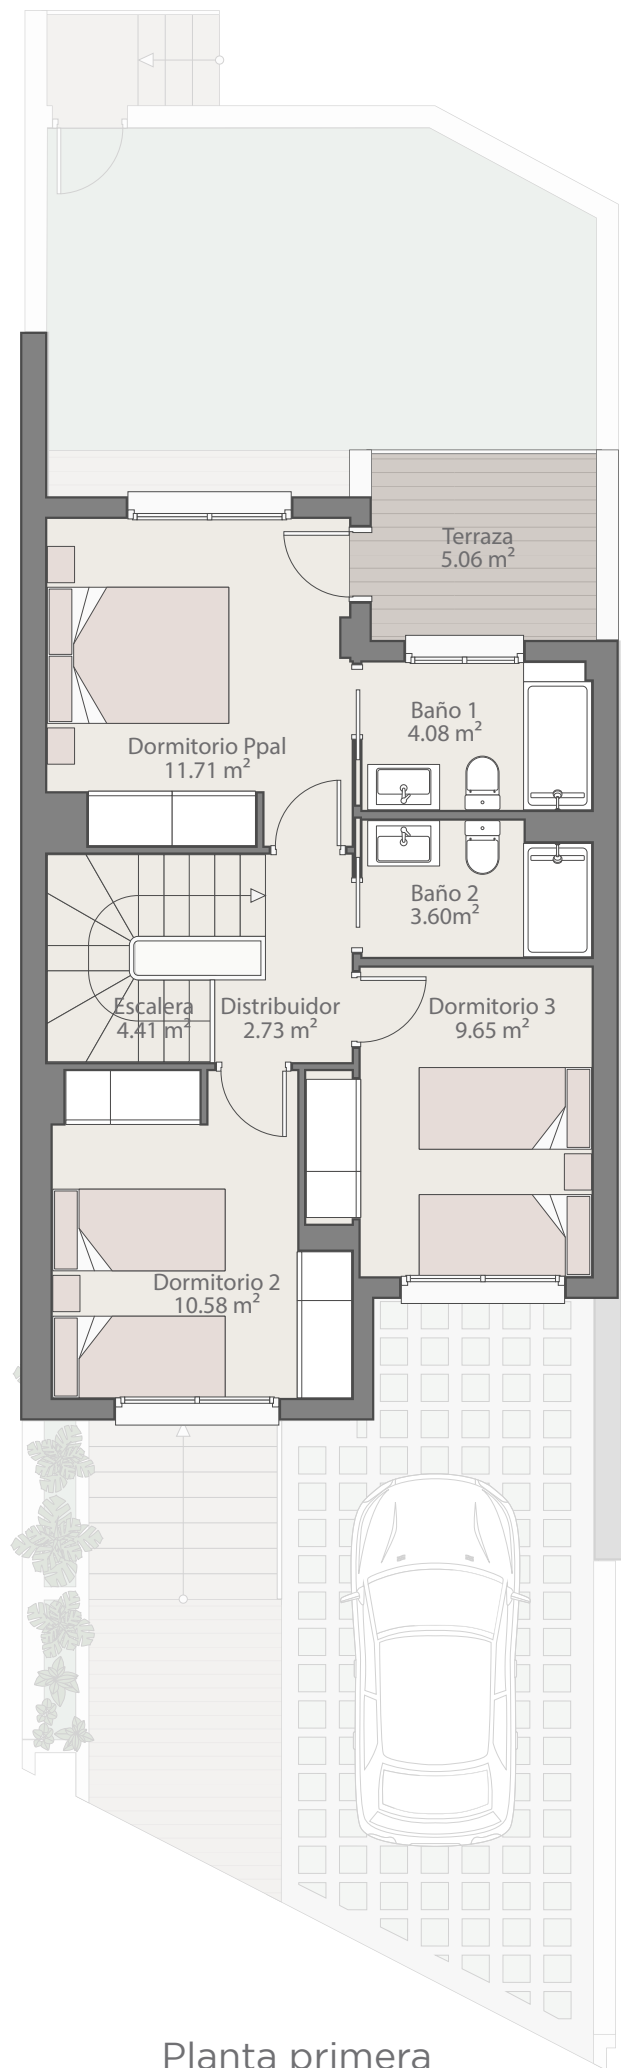 Terraza
5.06 m²
Baño 1
4.08 m²
Dormitorio Ppal
11.71 m²
Baño 2
3.60m²
Escalera
4.41 m²
Distribuidor
2.73 m²
Dormitorio 3
9.65 m²
Dormitorio 2
10.58 m²
Planta primera